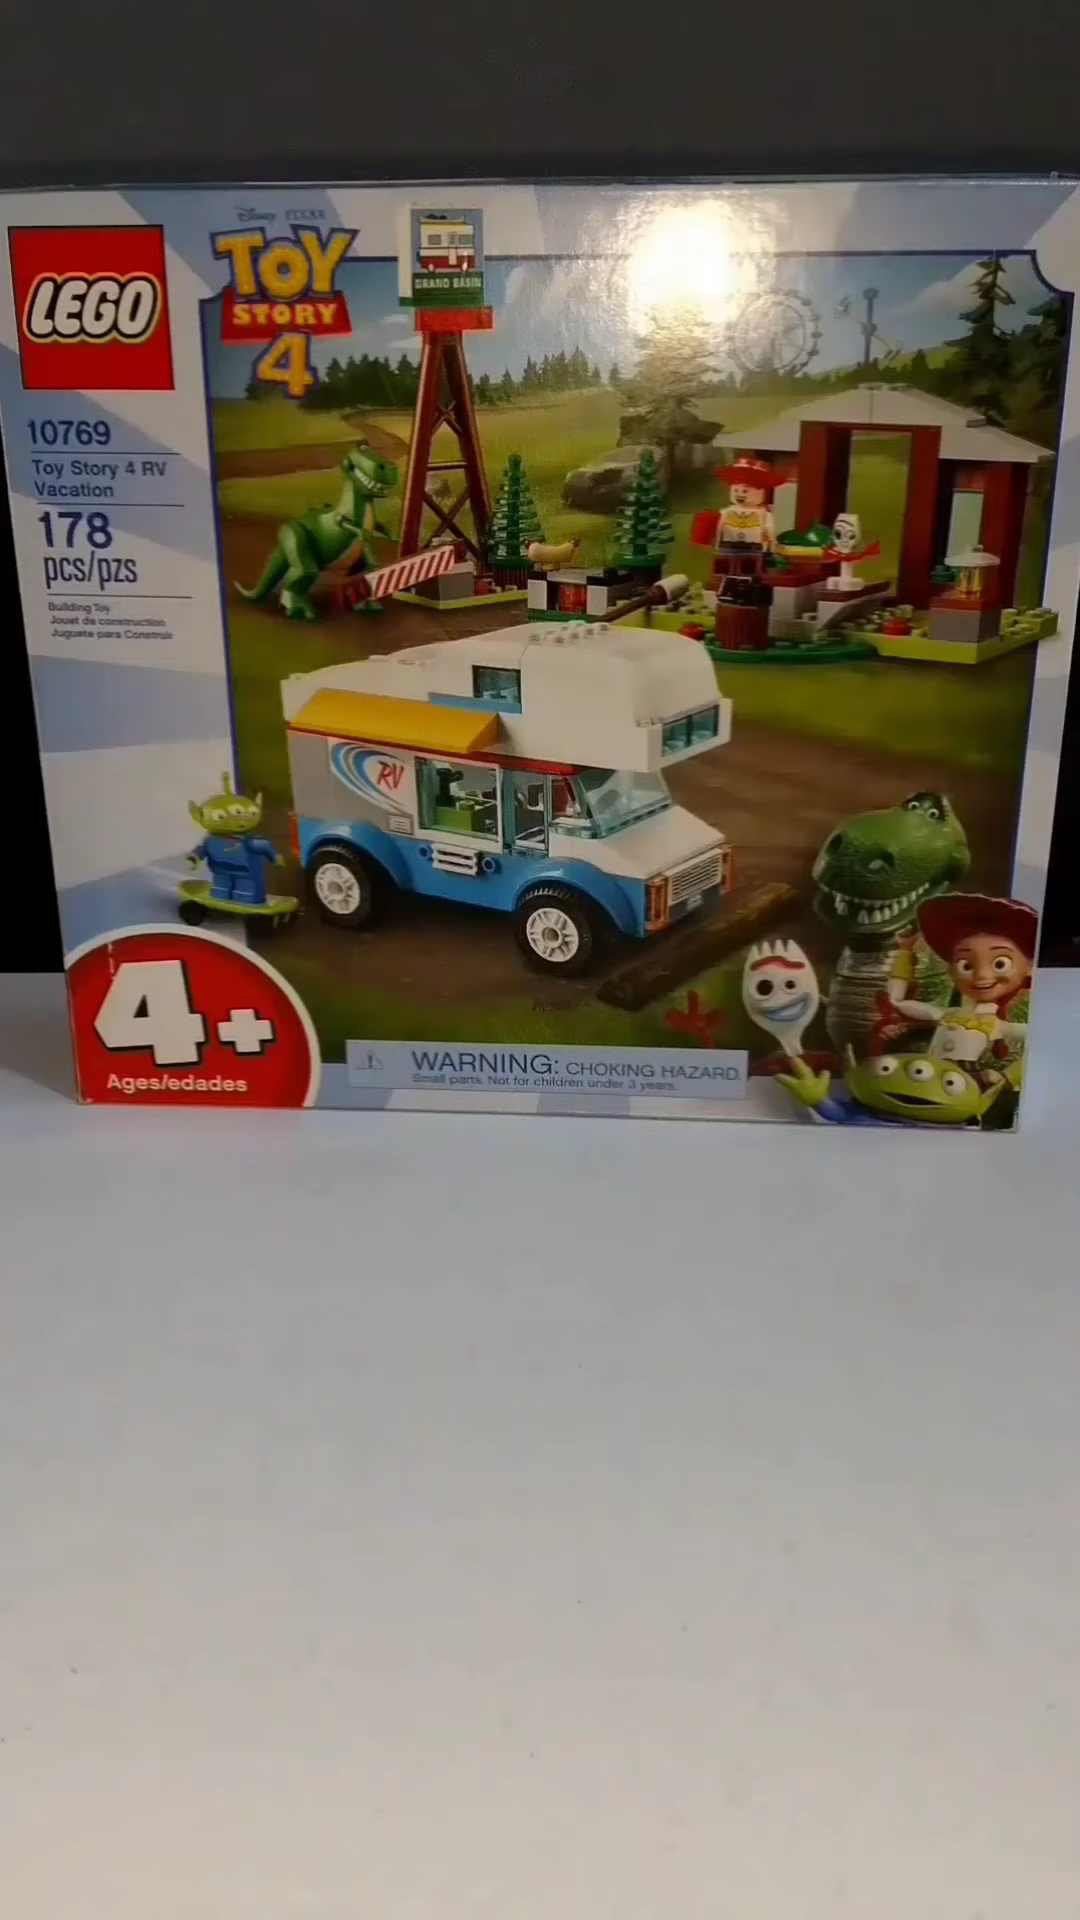 LEGO
Disney PIXAR
TOY
STORY
4
GRAND BASIN
10769
Toy Story 4 RV
Vacation
178
pcs/pzs
Building Toy
Jouet de construction
Juguete para Construir
RV
4+
Ages/edades
WARNING: CHOKING HAZARD.
Small parts. Not for children under 3 years.